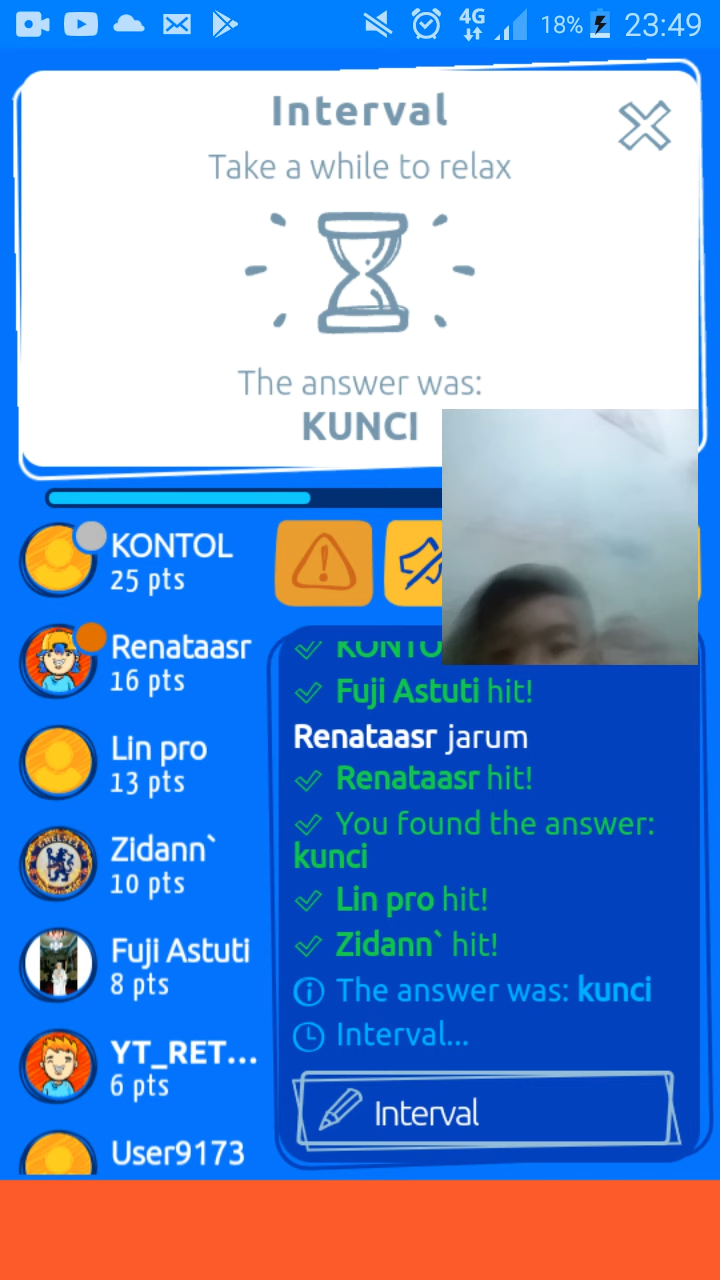 4G
18%
23:49
Interval
Take a while to relax
The answer was:
KUNCI
KONTOL
25 pts
Renataasr
16 pts
Lin pro
13 pts
Zidann`
10 pts
Fuji Astuti
8 pts
YT_RET...
6 pts
User9173
KONTO
Fuji Astuti hit!
Renataasr jarum
Renataasr hit!
You found the answer:
kunci
Lin pro hit!
Zidann` hit!
The answer was: kunci
Interval...
Interval